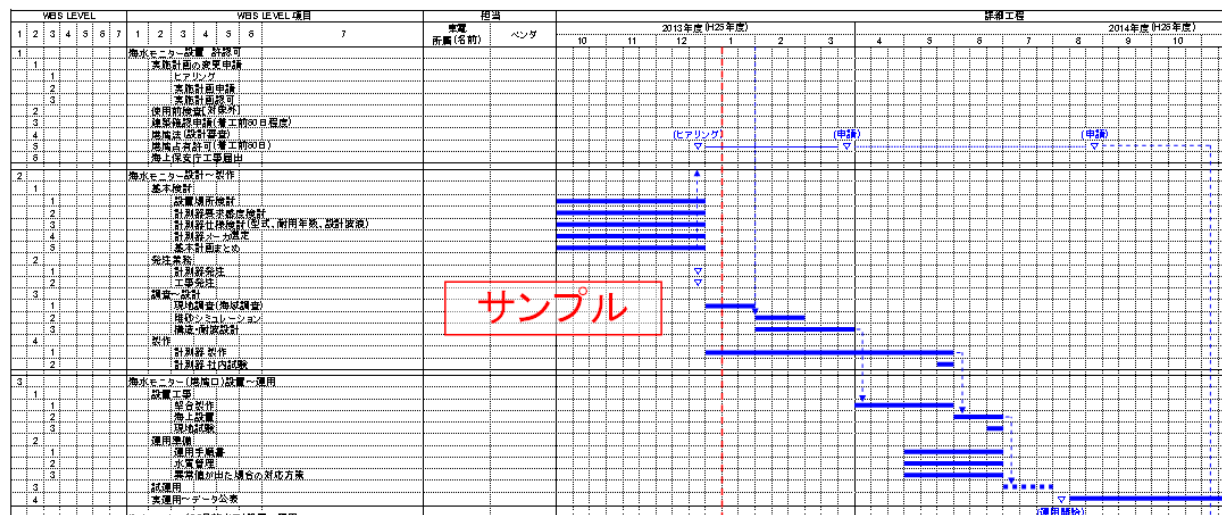 WBS LEVEL WBS LEVEL 項目 担当 詳細工程
1 2 3 4 5 6 7 1 2 3 4 5 6 7 東電 所属(名前) ベンダ 2013年度(H25年度) 2014年度(H26年度)
10 11 12 1 2 3 4 5 6 7 8 9 10
1 海水モニター設置 許認可
1 実施計画の変更申請
1 ヒアリング
2 実施計画申請
3 実施計画認可
2 使用前検査[対象外]
3 建築確認申請(着工前60日程度)
4 港湾法(設計審査) (ヒアリング) (申請) (申請)
5 港湾占有許可(着工前60日)
6 海上保安庁工事届出
2 海水モニター設計～製作
1 基本検討
1 設置場所検討
2 計測器要求感度検討
3 計測器仕様検討(型式、耐用年数、設計波浪)
4 計測器メーカ選定
5 基本計画まとめ
2 発注業務
1 計測器発注
2 工事発注
サンプル
3 調査～設計
1 現地調査(海域調査)
2 堆砂シミュレーション
3 構造・耐波設計
4 製作
1 計測器 製作
2 計測器 社内試験
3 海水モニター(港湾口)設置～運用
1 設置工事
1 架台製作
2 海上設置
3 現地試験
2 運用準備
1 運用手順書
2 水質管理
3 異常値が出た場合の対応方策
3 試運用
4 実運用～データ公表
(運用開始)